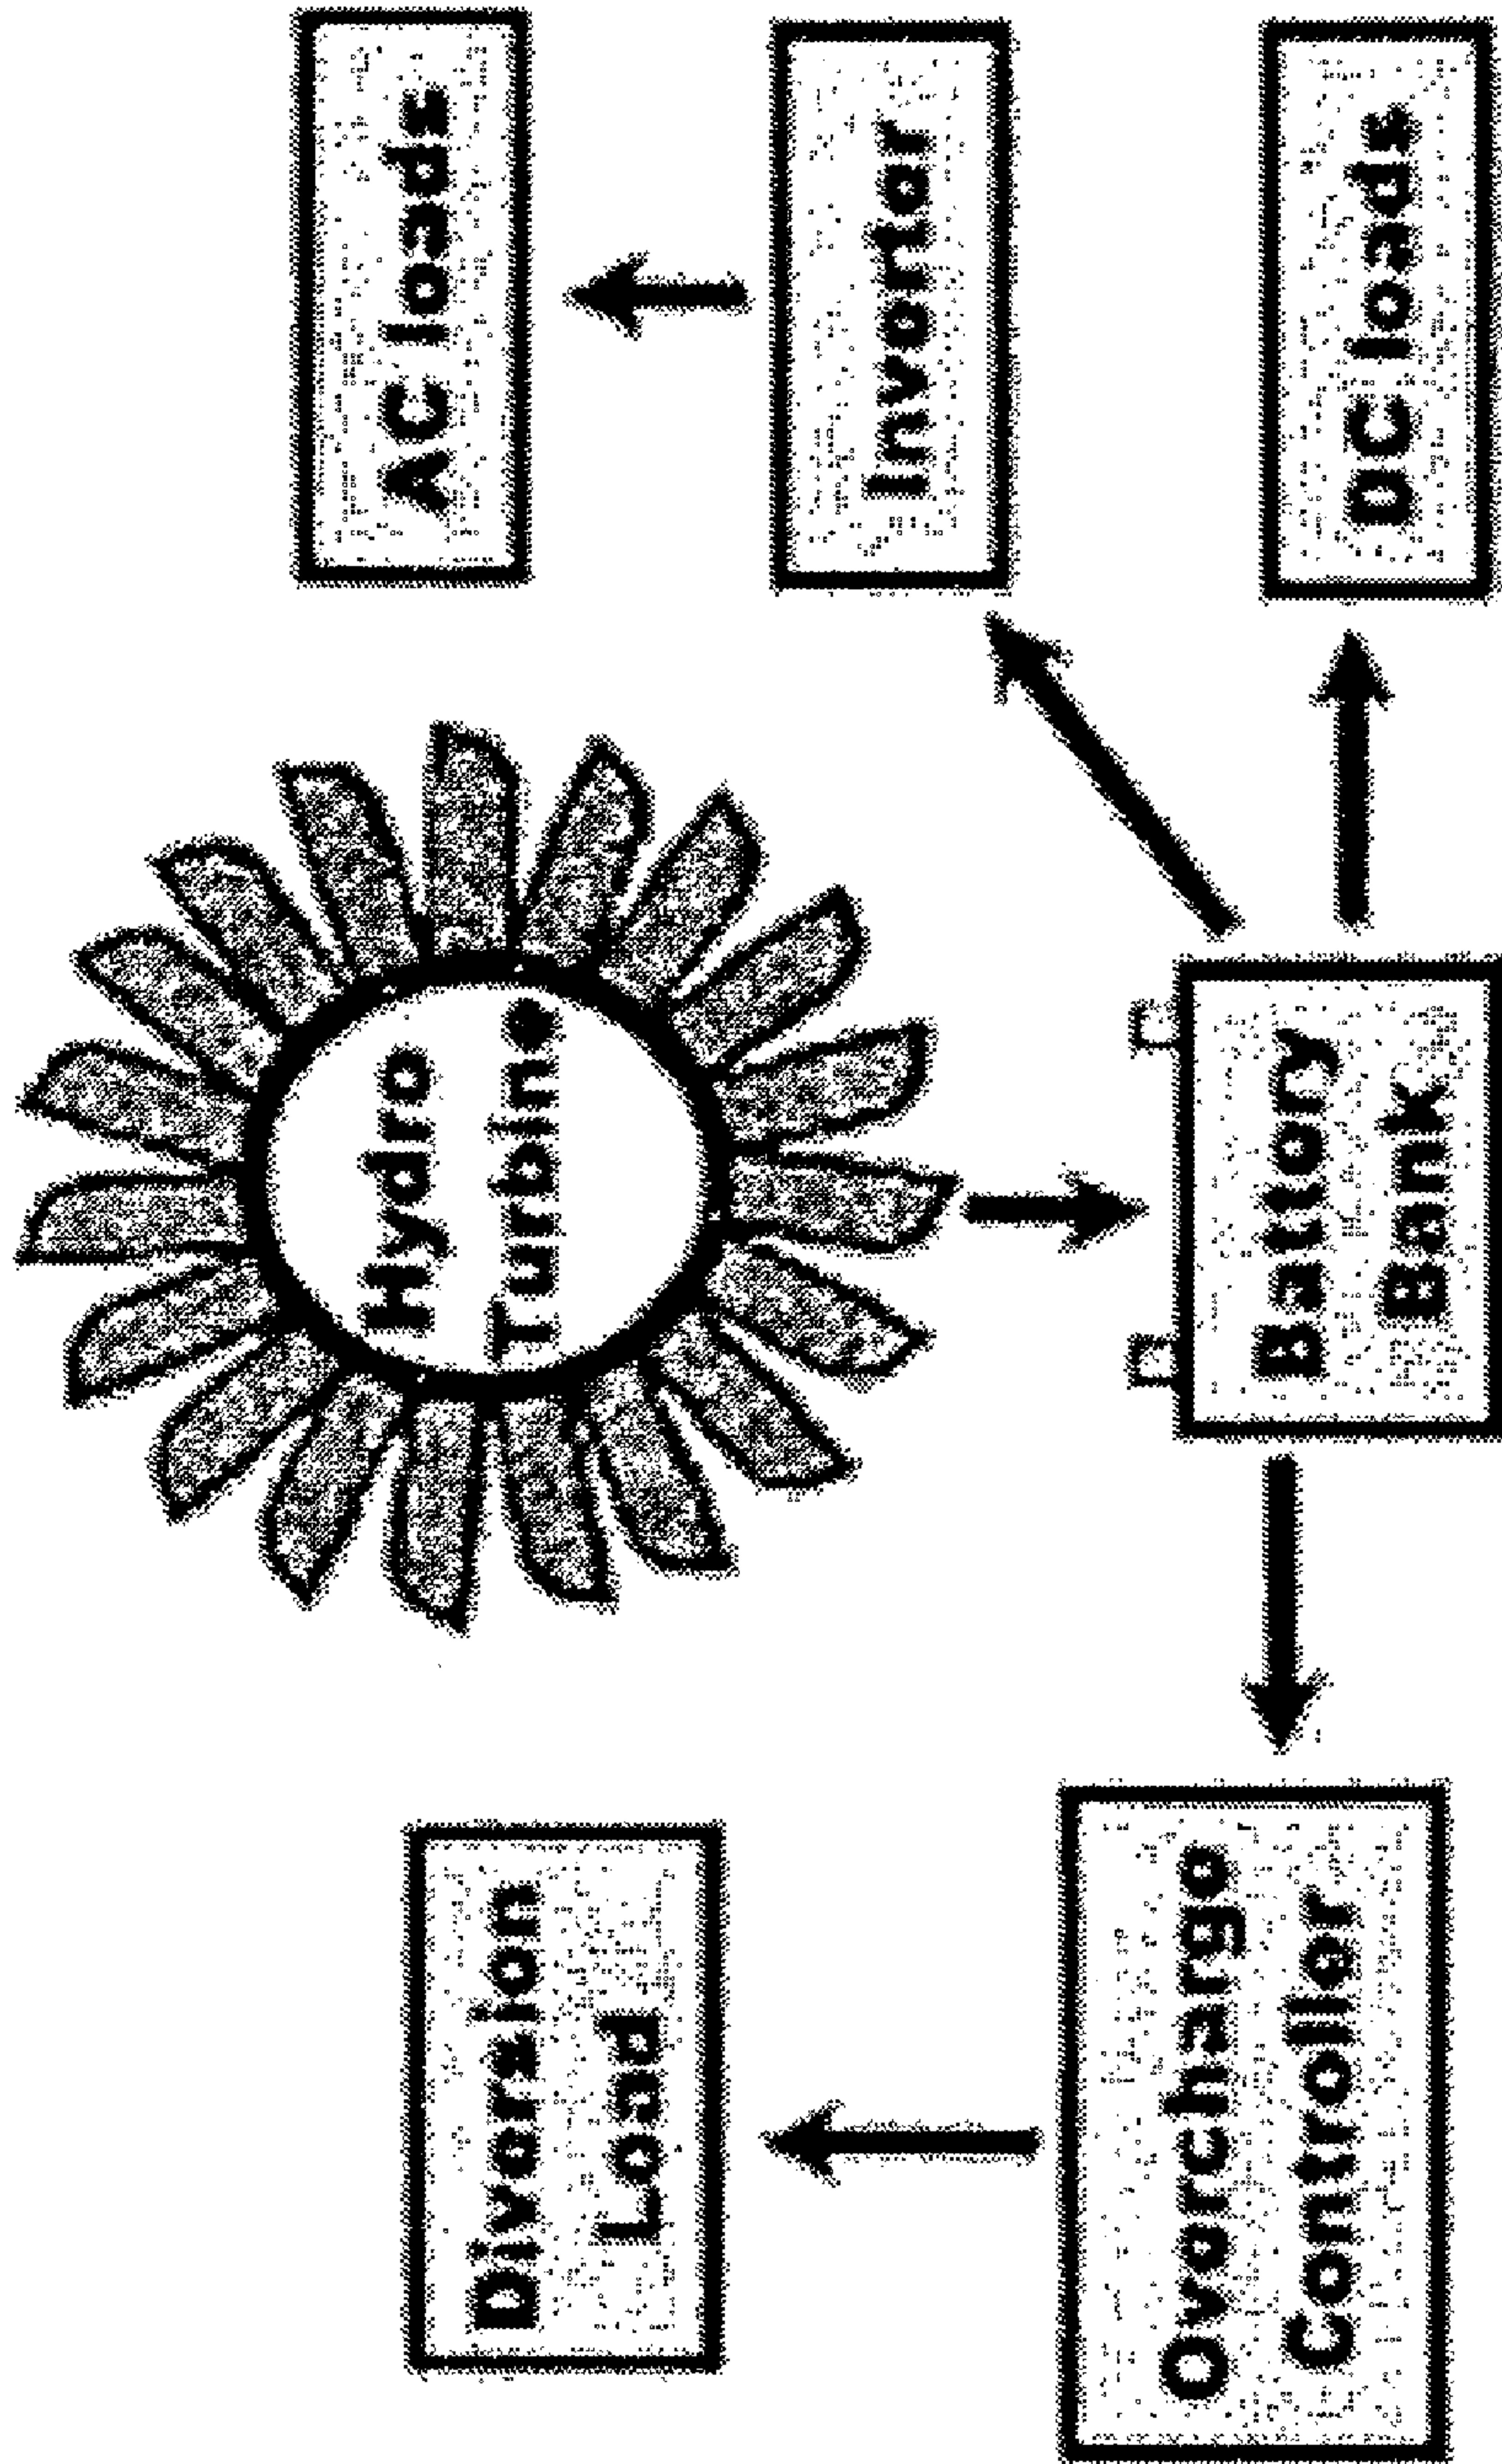 Hydro
Turbine
AC loads
Diversion
Load
Inverter
Overcharge
Controller
Battery
Bank
DC loads